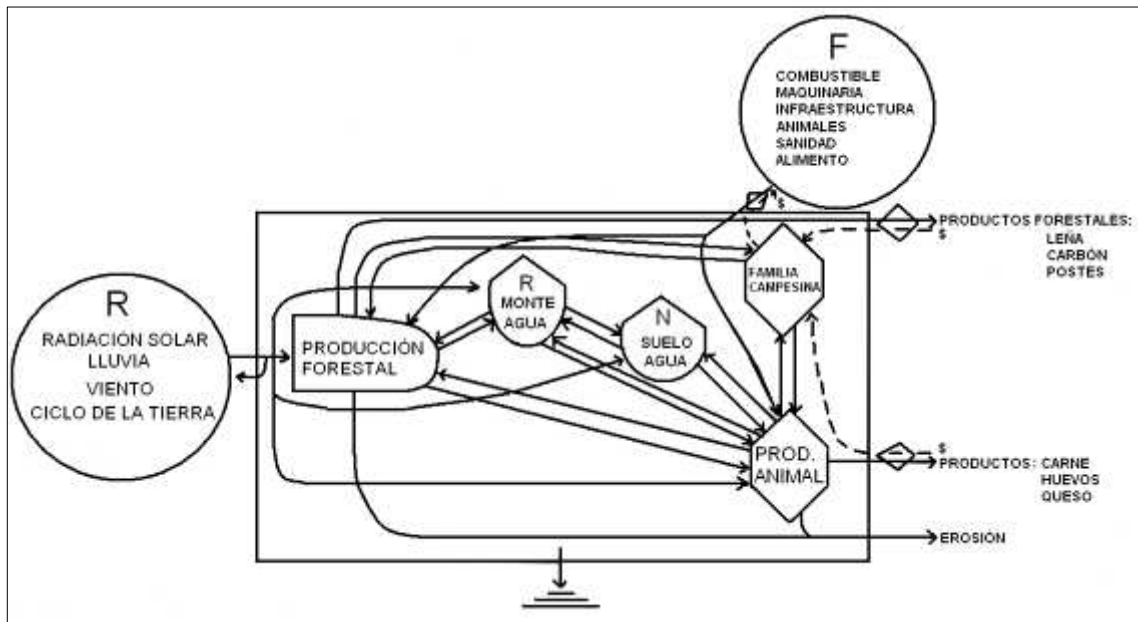 F
COMBUSTIBLE
MAQUINARIA
INFRAESTRUCTURA
ANIMALES
SANIDAD
ALIMENTO
$
PRODUCTOS FORESTALES:
$
LEÑA
CARBÓN
POSTES
R
RADIACIÓN SOLAR
LLUVIA
VIENTO
CICLO DE LA TIERRA
PRODUCCIÓN
FORESTAL
R
MONTE
AGUA
N
SUELO
AGUA
FAMILIA
CAMPESINA
PROD.
ANIMAL
$
PRODUCTOS: CARNE
HUEVOS
QUESO
EROSIÓN